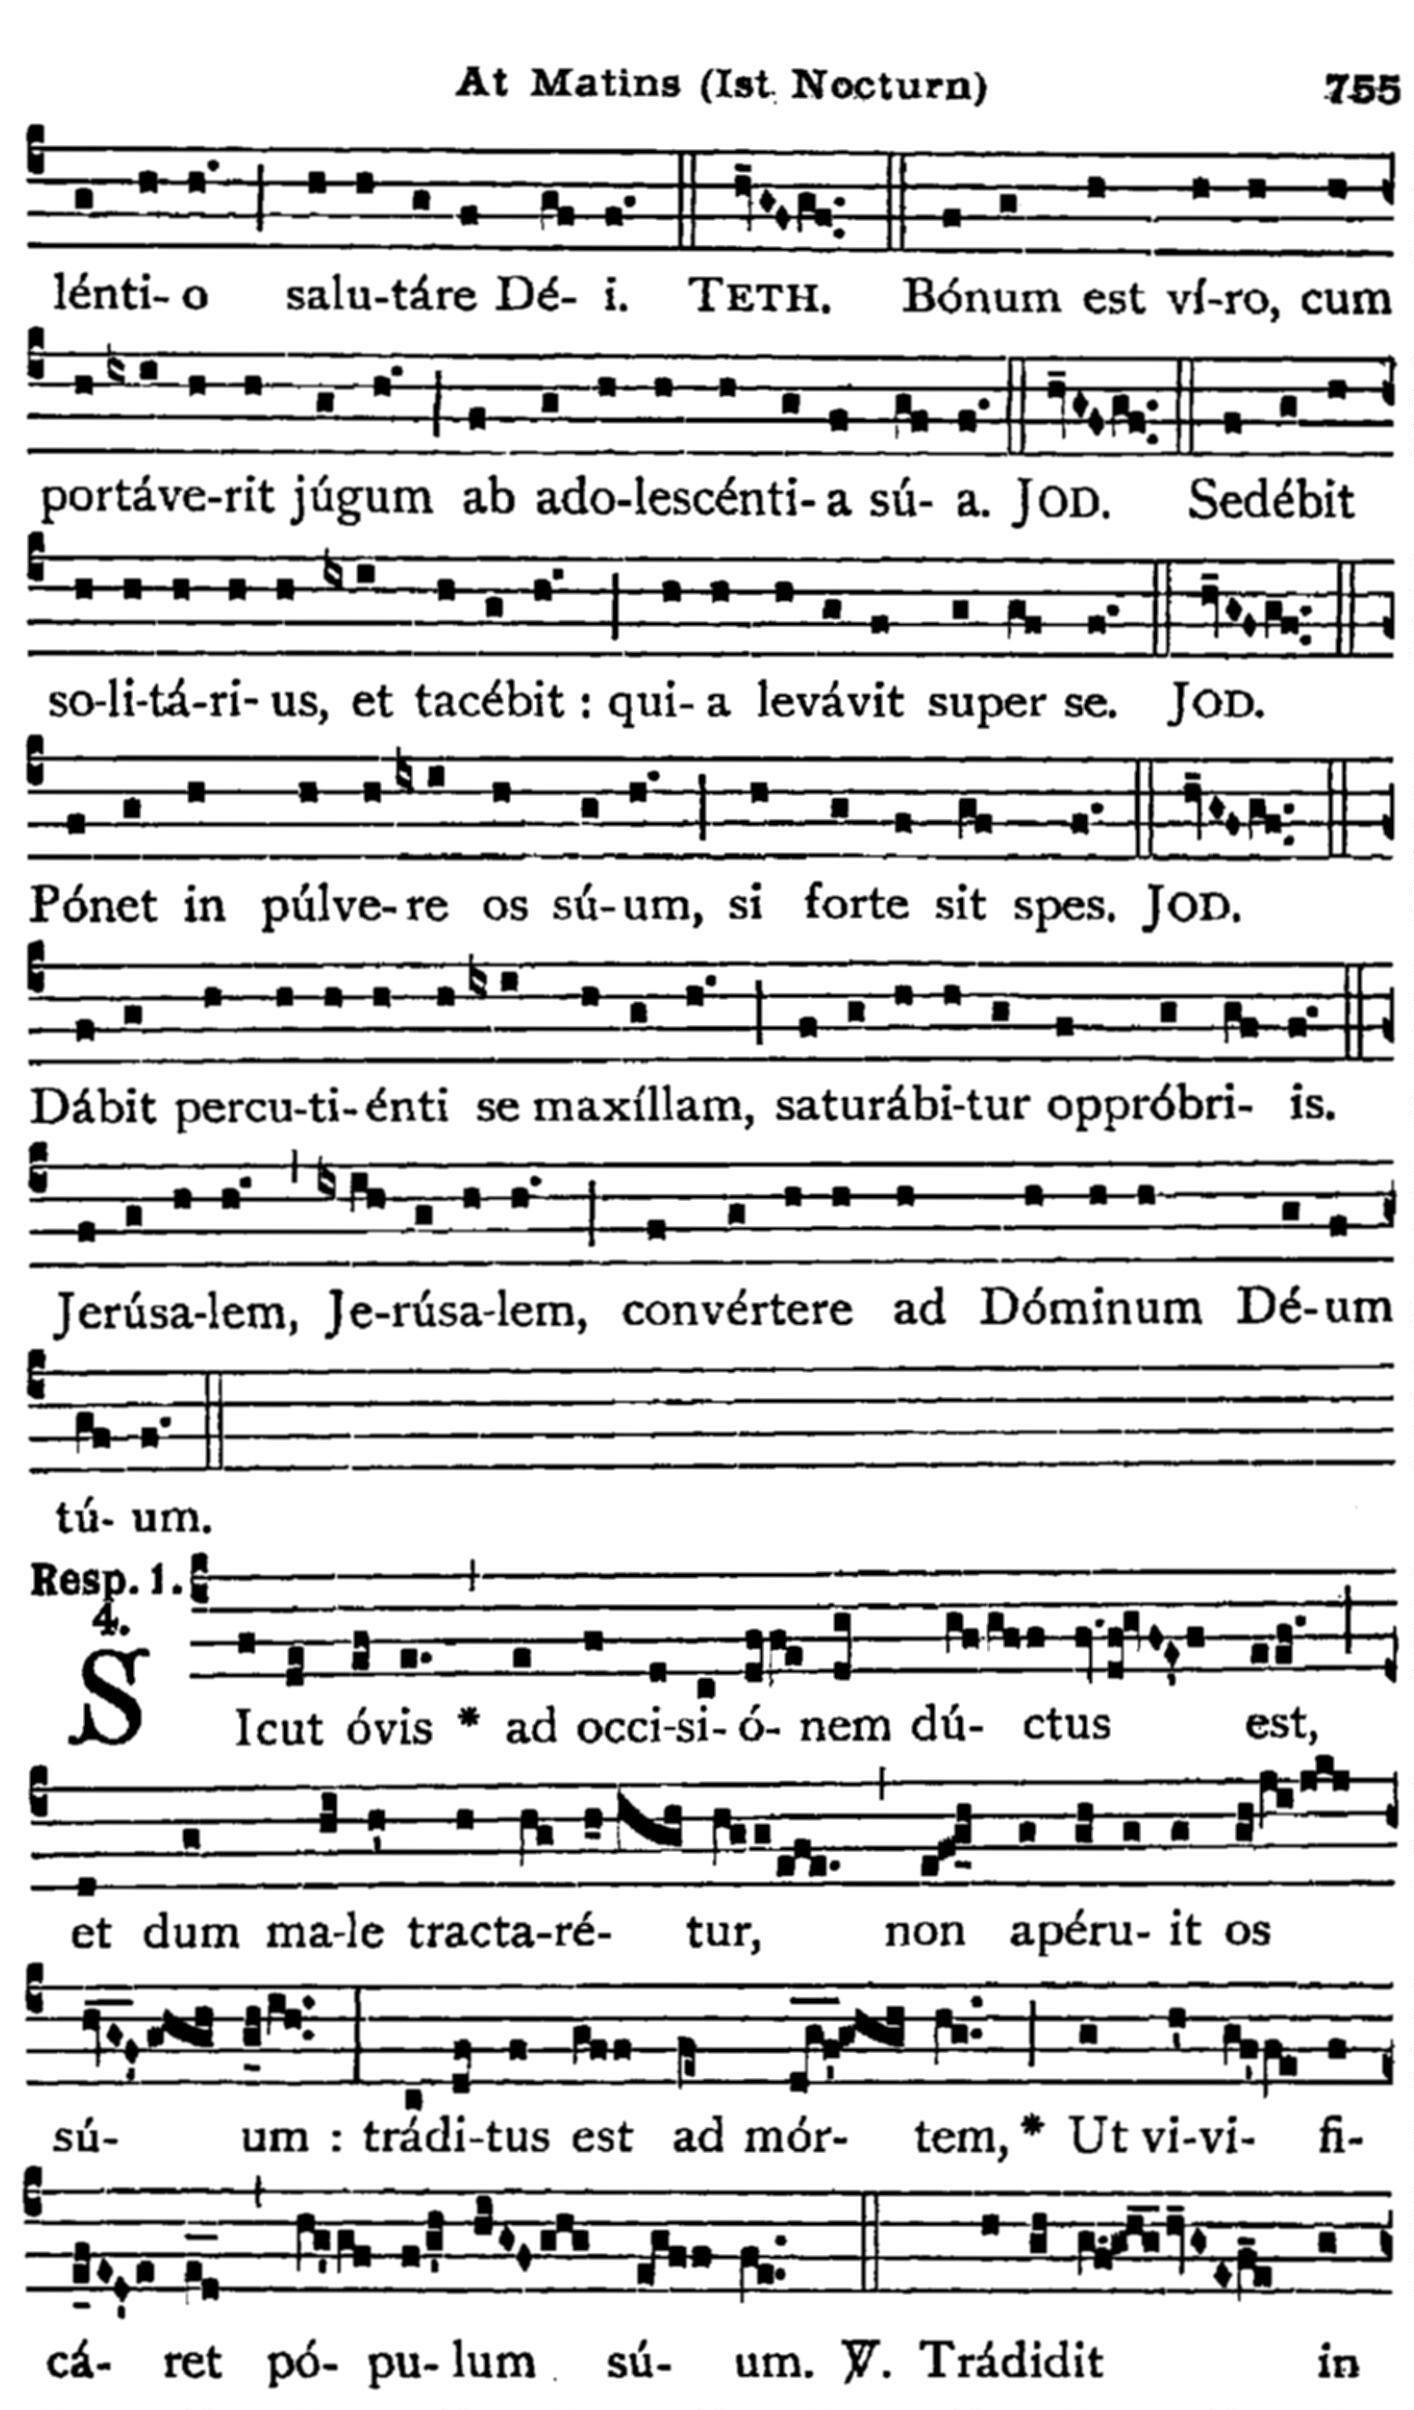 At Matins (Ist Nocturn) 755
lénti- o salu-táre Dé- i. TETH. Bónum est ví-ro, cum
portáve-rit júgum ab ado-lescénti- a sú- a. JOD. Sedébit
so-li-tá-ri- us, et tacébit : qui- a levávit super se. JOD.
Pónet in púlve- re os sú-um, si forte sit spes. JOD.
Dábit percu-ti-énti se maxíllam, saturábi-tur oppróbri- is.
Jerúsa-lem, Je-rúsa-lem, convértere ad Dóminum Dé-um
tú- um.
Resp. 1.
4.
SIcut óvis * ad occi-si- ó- nem dú- ctus est,
et dum ma-le tracta-ré- tur, non apéru- it os
sú- um : trádi-tus est ad mór- tem, * Ut vi-vi- fi-
cá- ret pó- pu- lum sú- um. ℣. Trádidit in